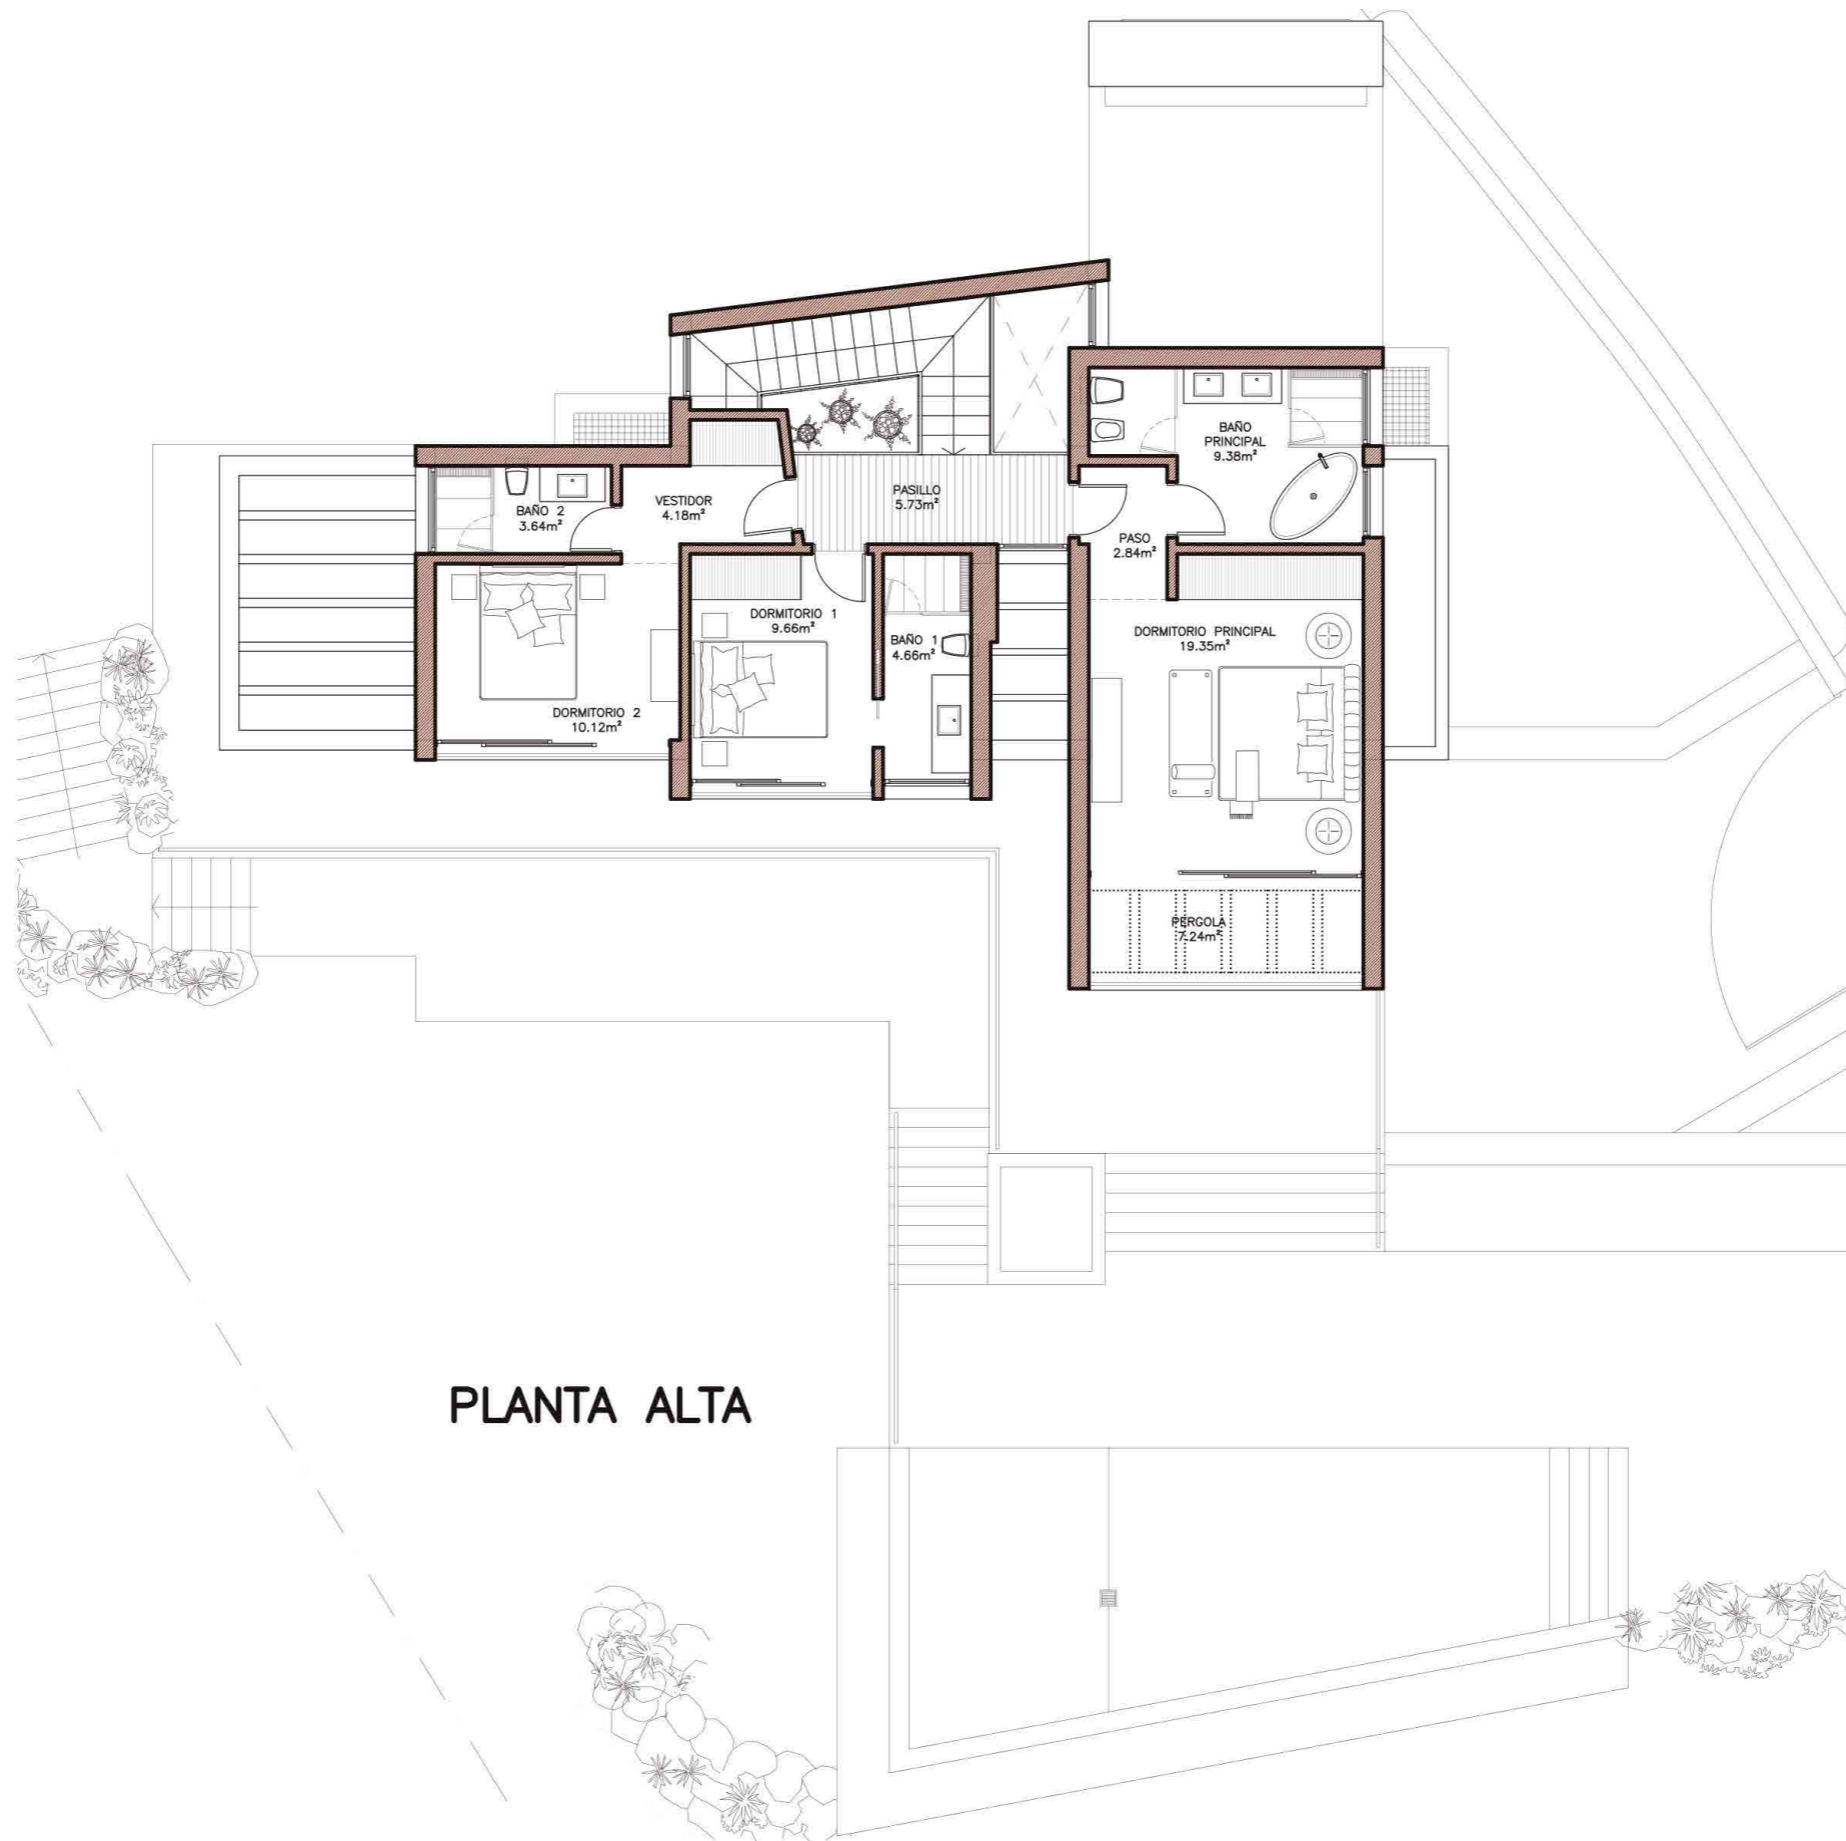 BAÑO
PRINCIPAL
9.38m²
PASILLO
5.73m²
VESTIDOR
4.18m²
BAÑO 2
3.64m²
PASO
2.84m²
DORMITORIO 1
9.66m²
BAÑO 1
4.66m²
DORMITORIO PRINCIPAL
19.35m²
DORMITORIO 2
10.12m²
PERGOLA
7.24m²
PLANTA ALTA